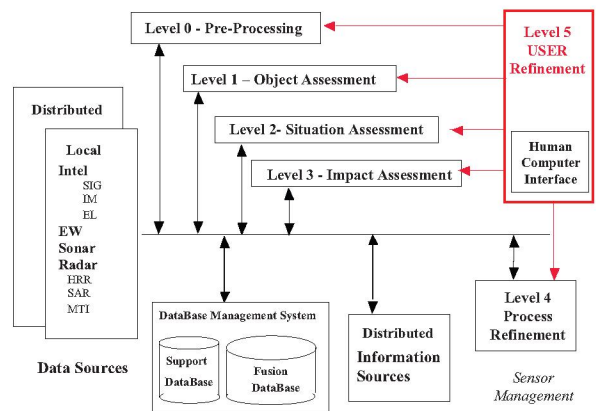 Level 0 - Pre-Processing
Level 5
USER
Refinement
Level 1 – Object Assessment
Distributed
Level 2- Situation Assessment
Local
Intel
SIG
IM
EL
EW
Sonar
Radar
HRR
SAR
MTI
Human
Computer
Interface
Level 3 - Impact Assessment
Level 4
Process
Refinement
DataBase Management System
Support
DataBase
Fusion
DataBase
Distributed
Information
Sources
Data Sources
Sensor
Management